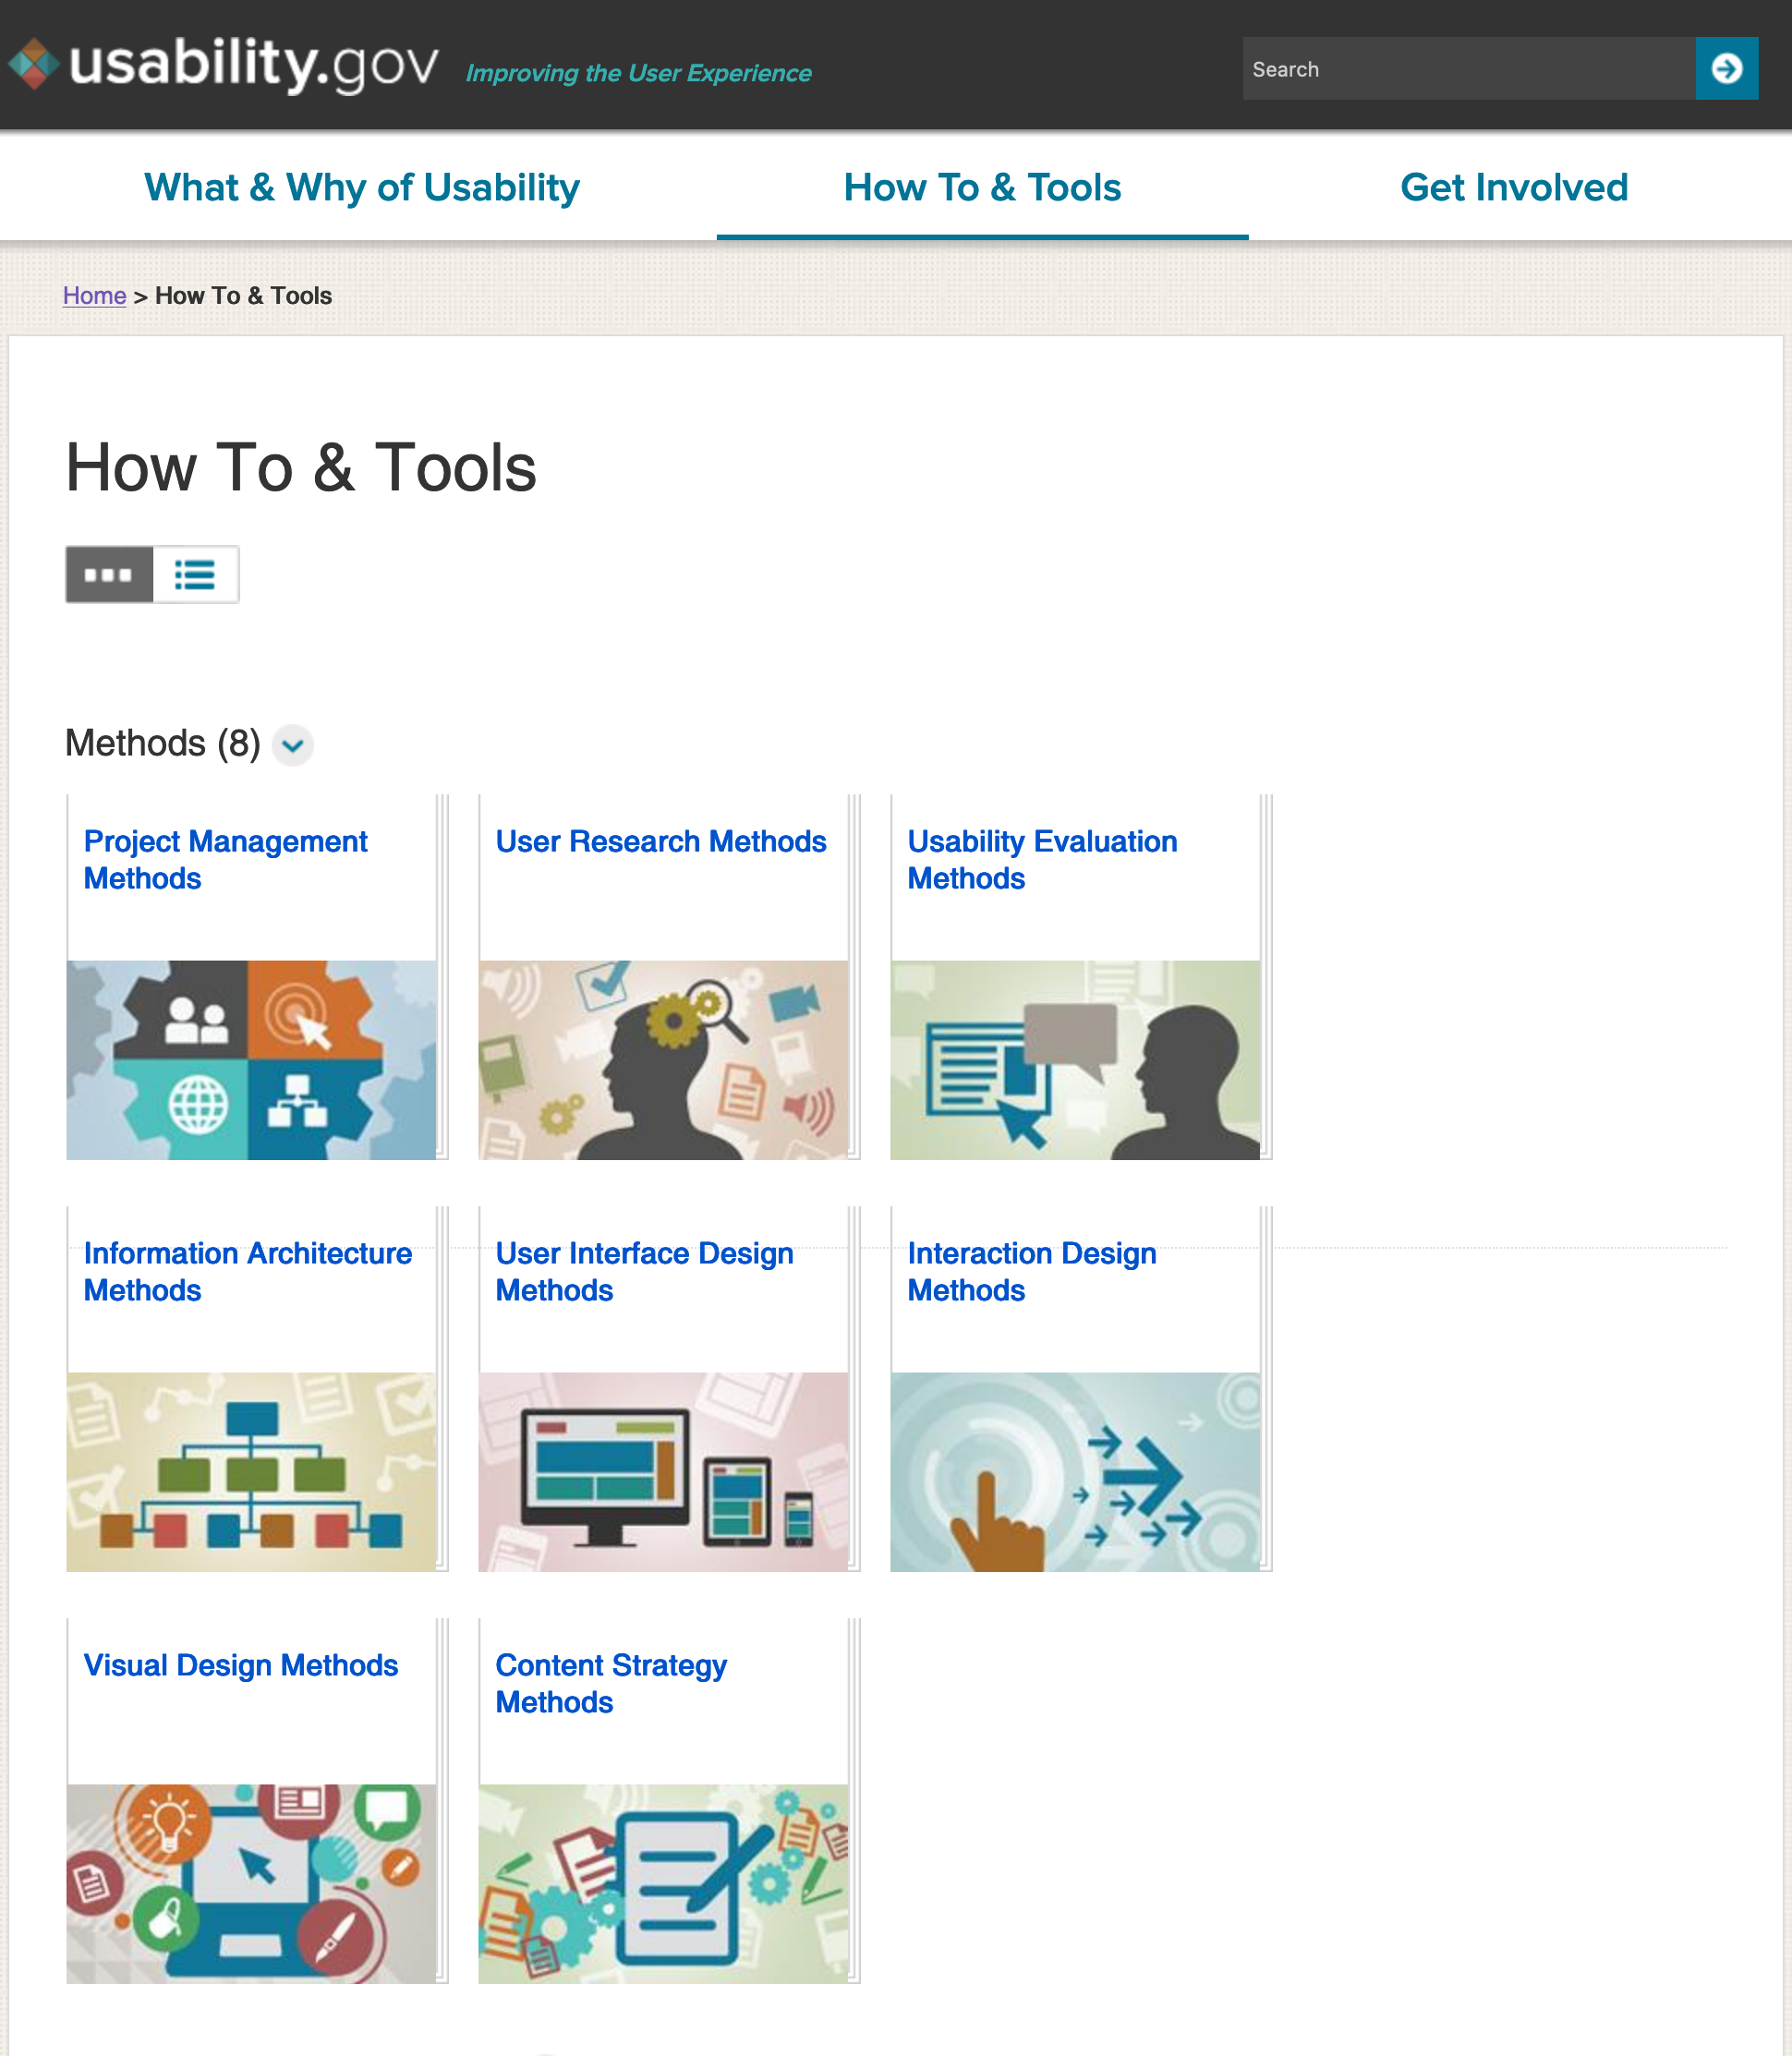 usability.gov Improving the User Experience
Search
What & Why of Usability How To & Tools Get Involved
Home > How To & Tools
How To & Tools
Methods (8)
Project Management
Methods
User Research Methods
Usability Evaluation
Methods
Information Architecture
Methods
User Interface Design
Methods
Interaction Design
Methods
Visual Design Methods
Content Strategy
Methods